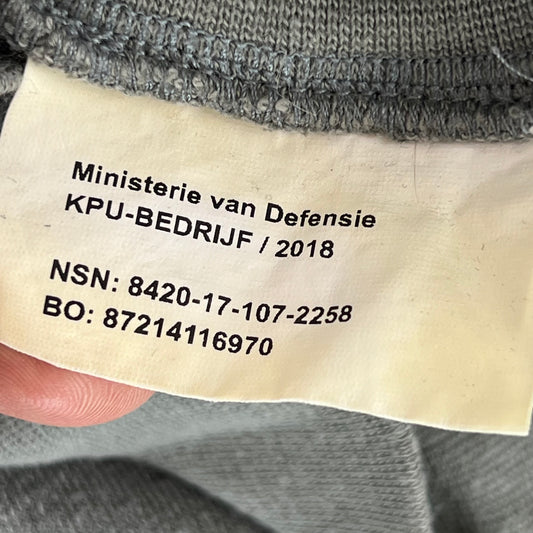 Ministerie van Defensie
KPU-BEDRIJF / 2018
NSN: 8420-17-107-2258
BO: 87214116970